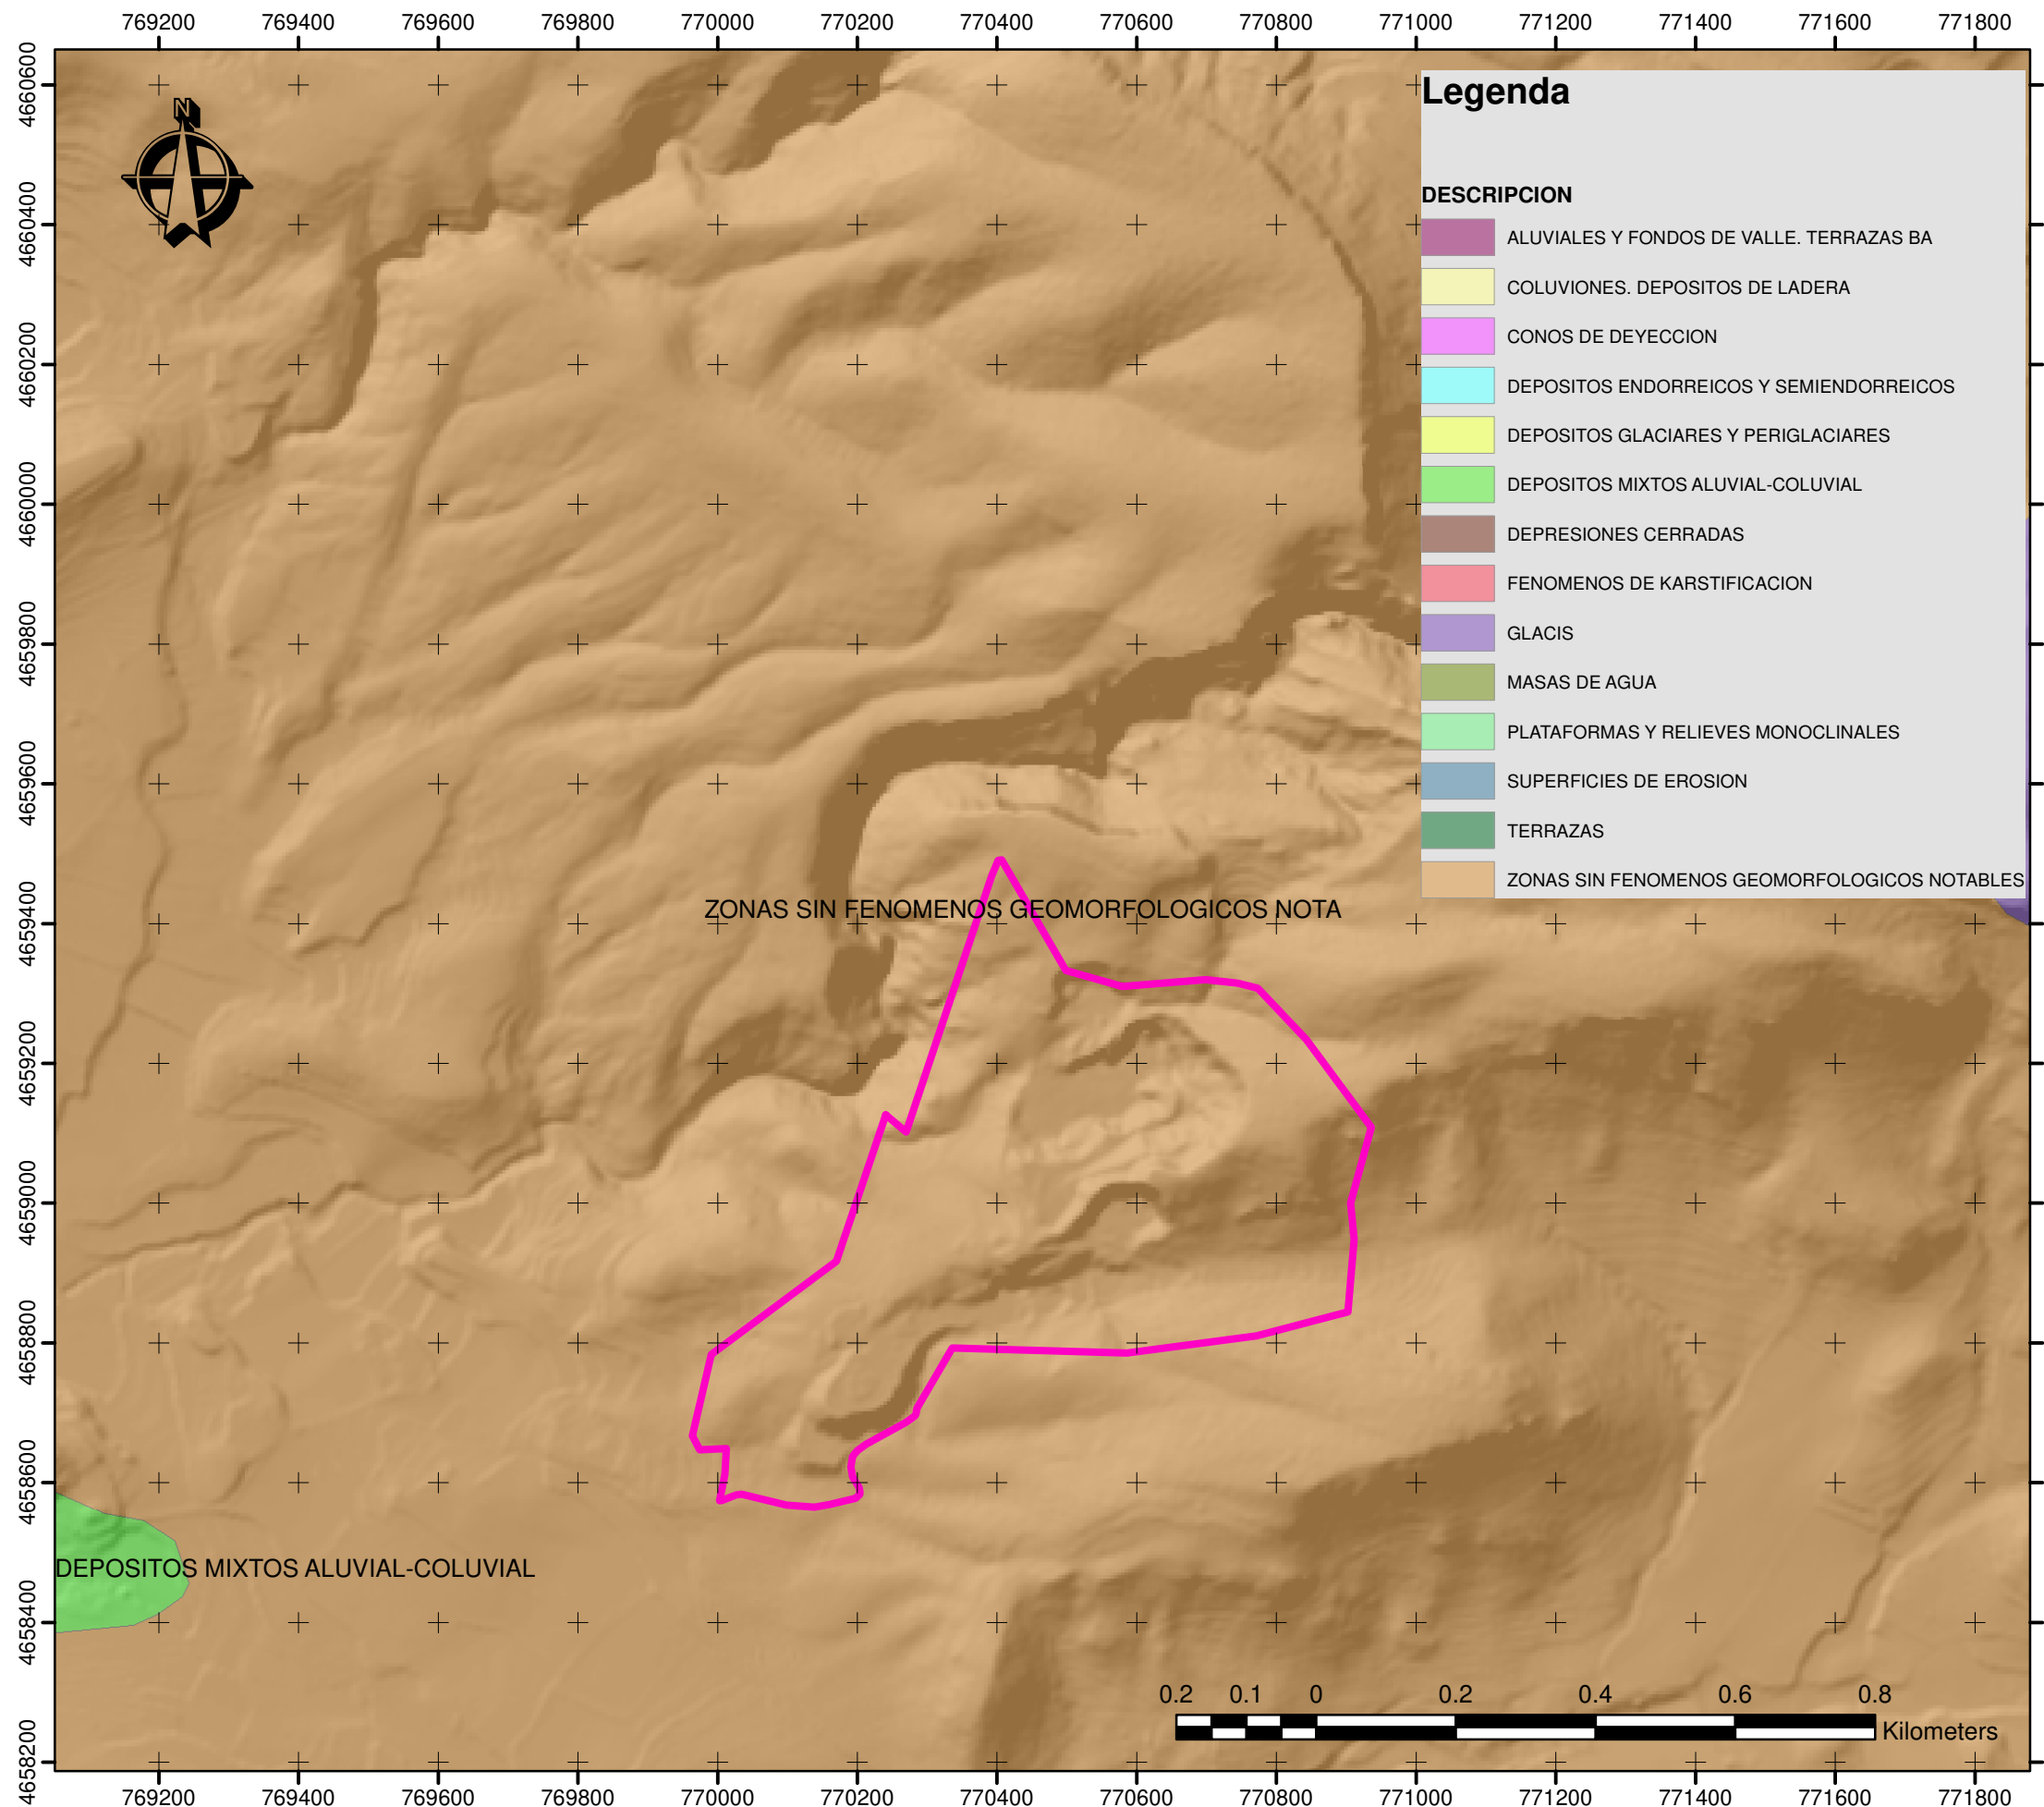 769200 769400 769600 769800 770000 770200 770400 770600 770800 771000 771200 771400 771600 771800
4660600
4660400
4660200
4660000
4659800
4659600
4659400
4659200
4659000
4658800
4658600
4658400
4658200
N
Legenda
DESCRIPCION
ALUVIALES Y FONDOS DE VALLE. TERRAZAS BA
COLUVIONES. DEPOSITOS DE LADERA
CONOS DE DEYECCION
DEPOSITOS ENDORREICOS Y SEMIENDORREICOS
DEPOSITOS GLACIARES Y PERIGLACIARES
DEPOSITOS MIXTOS ALUVIAL-COLUVIAL
DEPRESIONES CERRADAS
FENOMENOS DE KARSTIFICACION
GLACIS
MASAS DE AGUA
PLATAFORMAS Y RELIEVES MONOCLINALES
SUPERFICIES DE EROSION
TERRAZAS
ZONAS SIN FENOMENOS GEOMORFOLOGICOS NOTABLES
ZONAS SIN FENOMENOS GEOMORFOLOGICOS NOTA
DEPOSITOS MIXTOS ALUVIAL-COLUVIAL
0.2 0.1 0 0.2 0.4 0.6 0.8
Kilometers
769200 769400 769600 769800 770000 770200 770400 770600 770800 771000 771200 771400 771600 771800